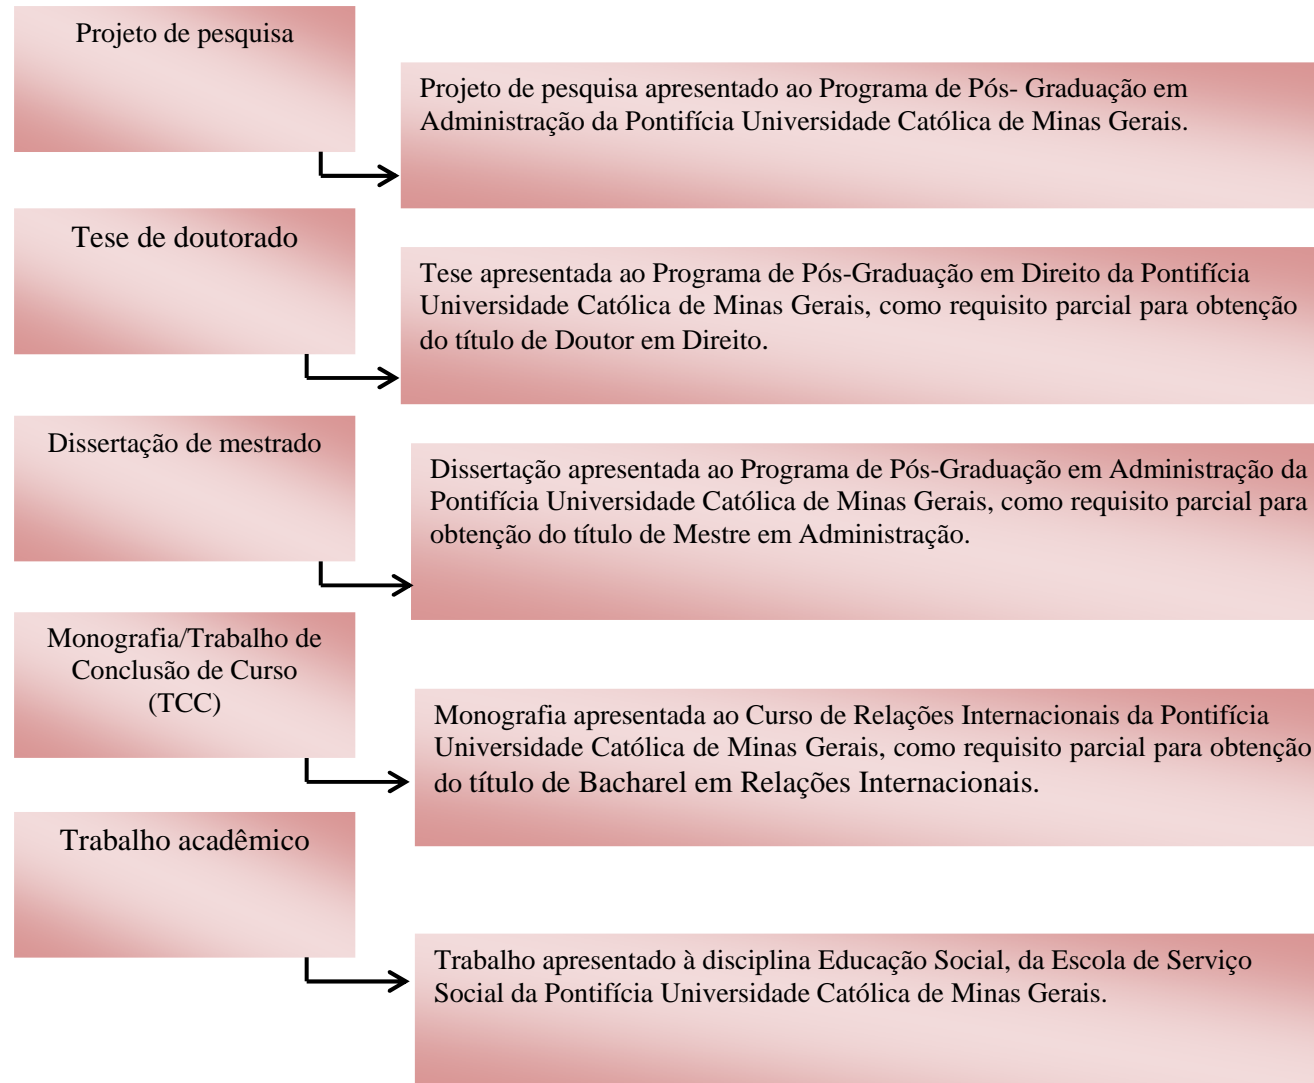 Projeto de pesquisa
Projeto de pesquisa apresentado ao Programa de Pós- Graduação em
Administração da Pontifícia Universidade Católica de Minas Gerais.
Tese de doutorado
Tese apresentada ao Programa de Pós-Graduação em Direito da Pontifícia
Universidade Católica de Minas Gerais, como requisito parcial para obtenção
do título de Doutor em Direito.
Dissertação de mestrado
Dissertação apresentada ao Programa de Pós-Graduação em Administração da
Pontifícia Universidade Católica de Minas Gerais, como requisito parcial para
obtenção do título de Mestre em Administração.
Monografia/Trabalho de
Conclusão de Curso
(TCC)
Monografia apresentada ao Curso de Relações Internacionais da Pontifícia
Universidade Católica de Minas Gerais, como requisito parcial para obtenção
do título de Bacharel em Relações Internacionais.
Trabalho acadêmico
Trabalho apresentado à disciplina Educação Social, da Escola de Serviço
Social da Pontifícia Universidade Católica de Minas Gerais.